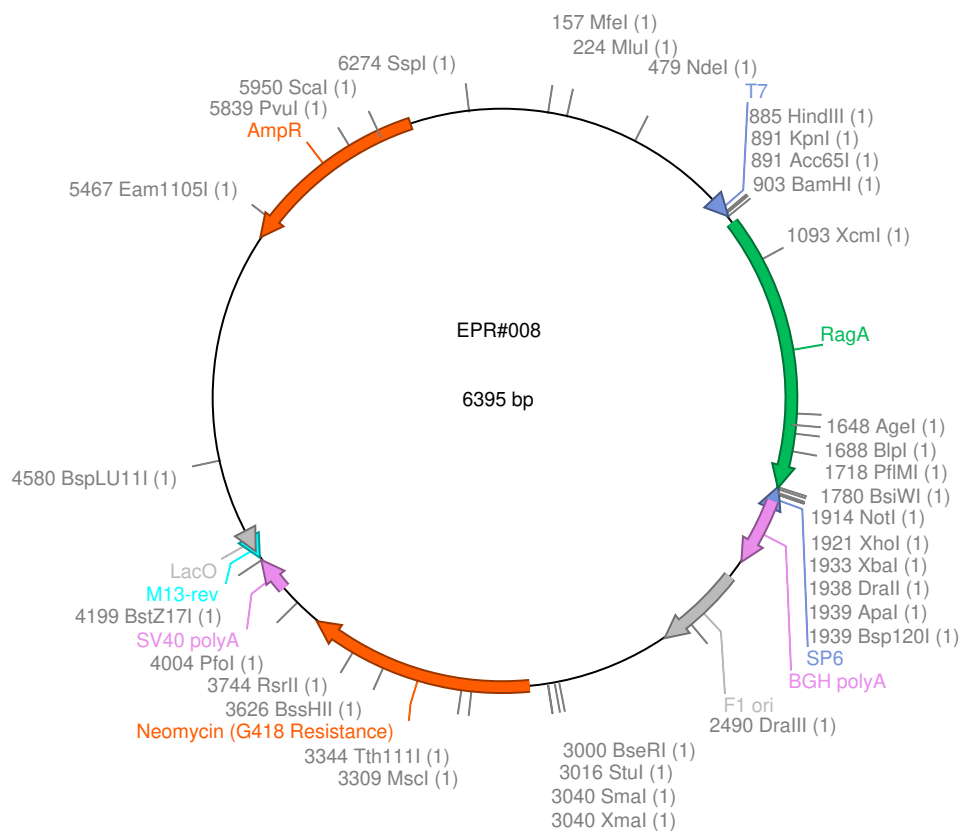 157 MfeI (1)
224 MluI (1)
479 NdeI (1)
T7
885 HindIII (1)
891 KpnI (1)
891 Acc65I (1)
903 BamHI (1)
1093 XcmI (1)
RagA
1648 AgeI (1)
1688 BlpI (1)
1718 PflMI (1)
1780 BsiWI (1)
1914 NotI (1)
1921 XhoI (1)
1933 XbaI (1)
1938 DraII (1)
1939 ApaI (1)
1939 Bsp120I (1)
SP6
BGH polyA
F1 ori
2490 DraIII (1)
3000 BseRI (1)
3016 StuI (1)
3040 SmaI (1)
3040 XmaI (1)
3309 MscI (1)
3344 Tth111I (1)
Neomycin (G418 Resistance)
3626 BssHII (1)
3744 RsrII (1)
4004 PfoI (1)
SV40 polyA
4199 BstZ17I (1)
M13-rev
LacO
4580 BspLU11I (1)
5467 Eam1105I (1)
AmpR
5839 PvuI (1)
5950 ScaI (1)
6274 SspI (1)
EPR#008
6395 bp